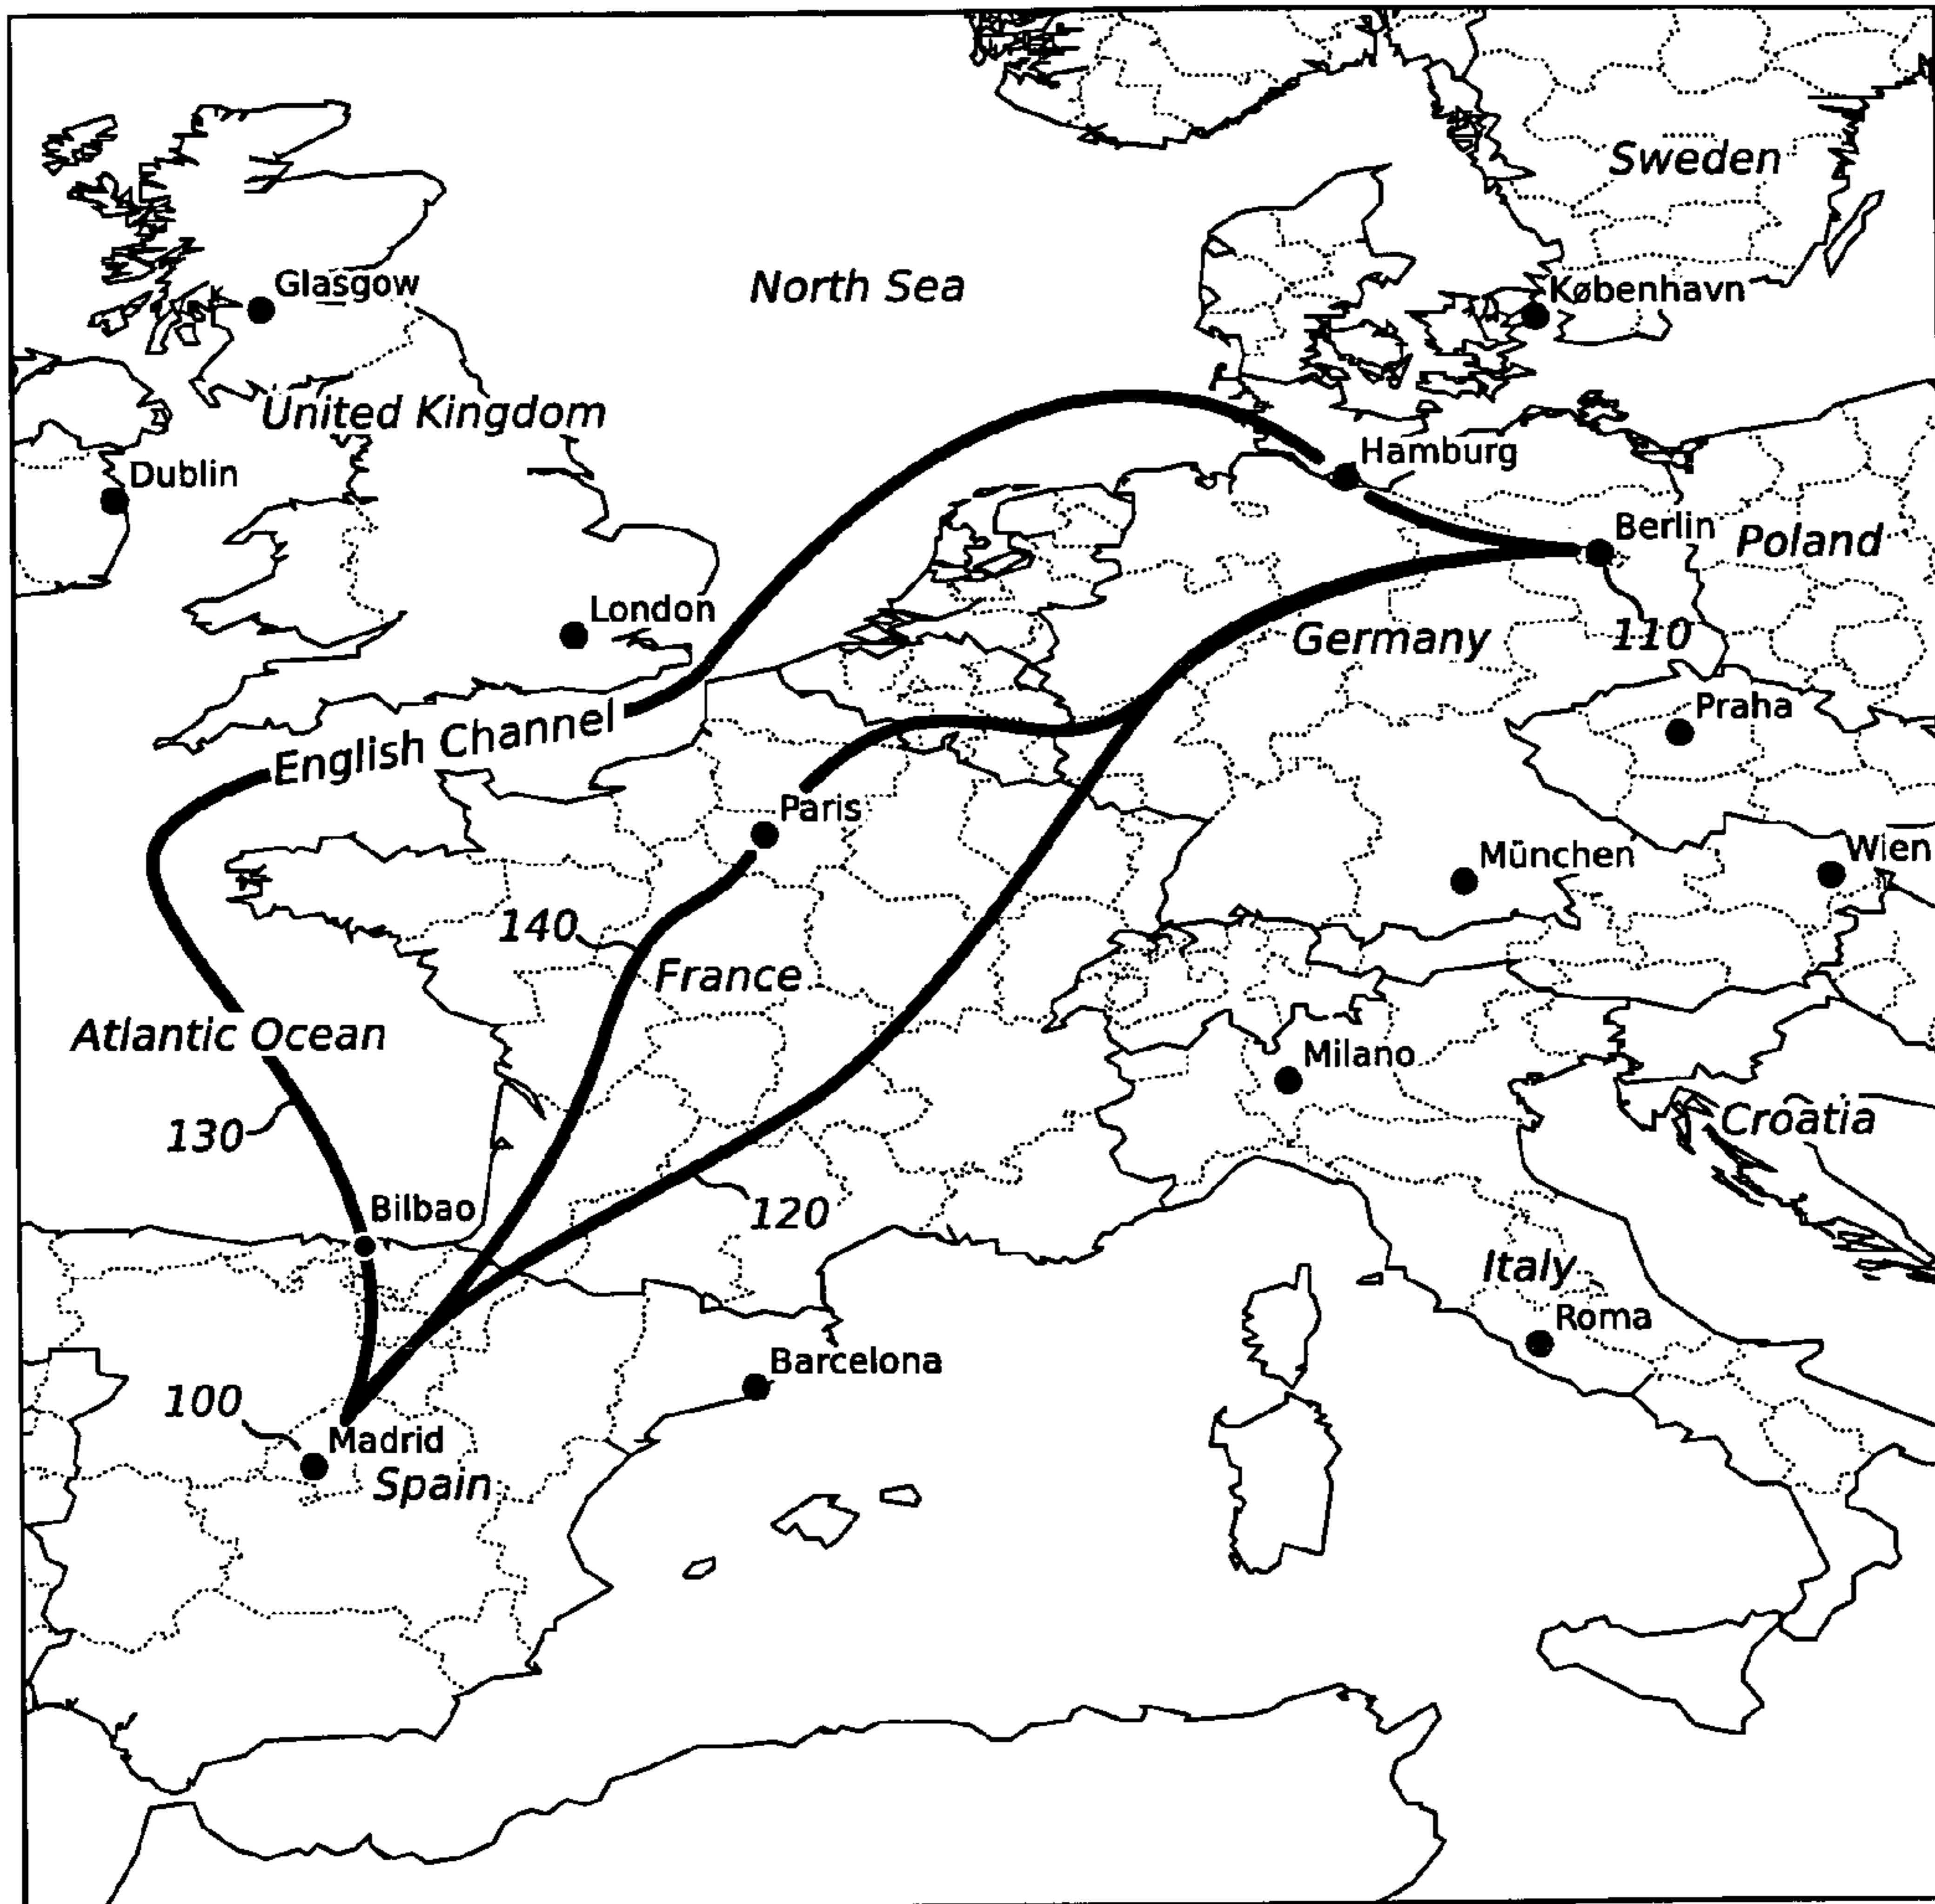 Sweden
Glasgow
North Sea
København
United Kingdom
Hamburg
Dublin
Berlin
Poland
London
110
Germany
Praha
English Channel
Paris
München
Wien
140
France
Atlantic Ocean
Milano
130
Croatia
120
Bilbao
Italy
Roma
Barcelona
100
Madrid
Spain